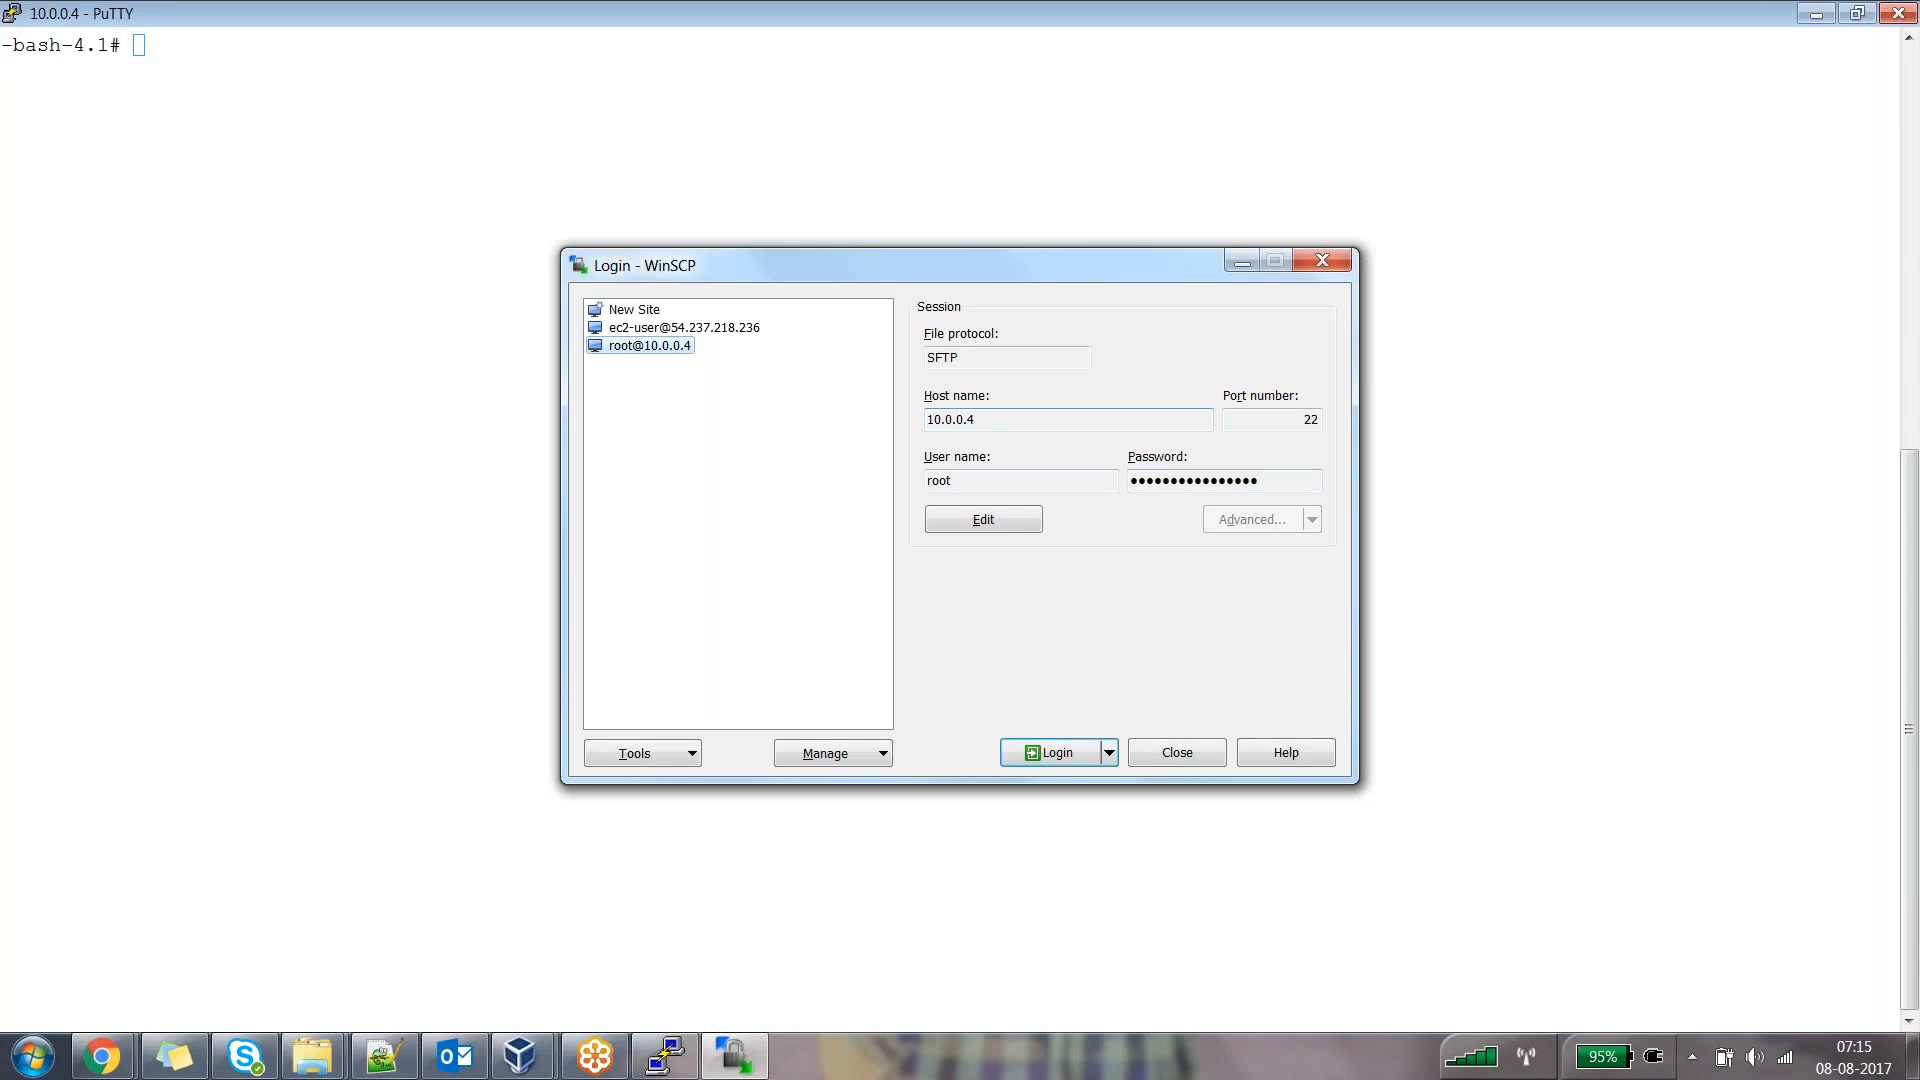 10.0.0.4 - PuTTY
-bash-4.1#
Login - WinSCP
New Site
ec2-user@54.237.218.236
root@10.0.0.4
Session
File protocol:
SFTP
Host name:
Port number:
10.0.0.4
22
User name:
Password:
root
••••••••••••••••
Edit
Advanced...
Tools
Manage
Login
Close
Help
95%
07:15
08-08-2017